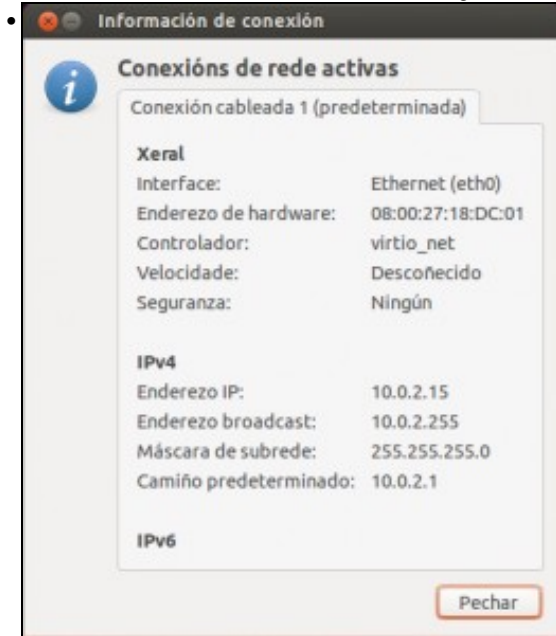 Información de conexión
Conexións de rede activas
Conexión cableada 1 (predeterminada)
Xeral
Interface: Ethernet (eth0)
Enderezo de hardware: 08:00:27:18:DC:01
Controlador: virtio_net
Velocidade: Descoñecido
Seguranza: Ningún
IPv4
Enderezo IP: 10.0.2.15
Enderezo broadcast: 10.0.2.255
Máscara de subrede: 255.255.255.0
Camiño predeterminado: 10.0.2.1
IPv6
Pechar